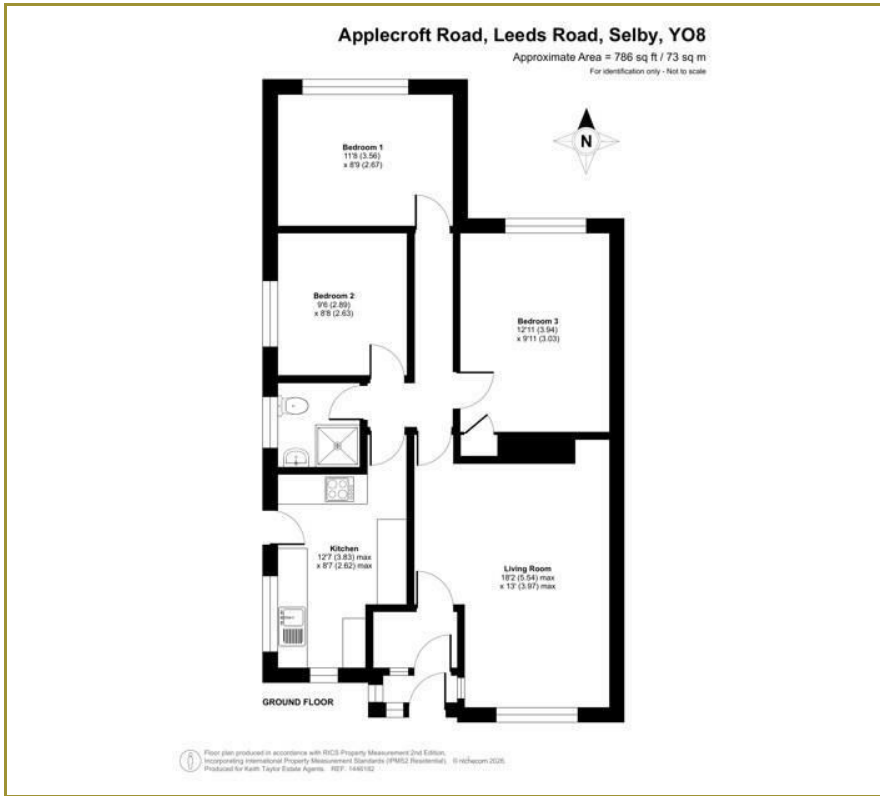 Applecroft Road, Leeds Road, Selby, YO8
Approximate Area = 786 sq ft / 73 sq m
For identification only - Not to scale
N
Bedroom 1
11'8 (3.56)
x 8'9 (2.67)
Bedroom 2
9'6 (2.89)
x 8'8 (2.63)
Bedroom 3
12'11 (3.94)
x 9'11 (3.03)
Kitchen
12'7 (3.83) max
x 8'7 (2.62) max
Living Room
18'2 (5.54) max
x 13' (3.97) max
GROUND FLOOR
Floor plan produced in accordance with RICS Property Measurement 2nd Edition,
Incorporating International Property Measurement Standards (IPMS2 Residential). © nichecom 2026.
Produced for Keith Taylor Estate Agents. REF: 1446182